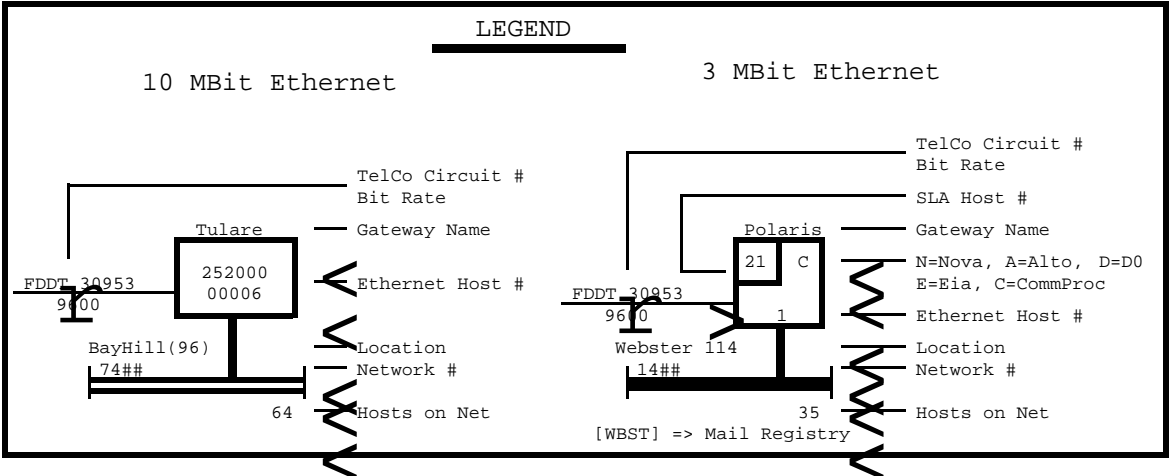 LEGEND
10 MBit Ethernet
TelCo Circuit #
Bit Rate
Tulare
Gateway Name
252000
00006
Ethernet Host #
FDDT 30953
9600
BayHill(96)
Location
74##
Network #
64
Hosts on Net
3 MBit Ethernet
TelCo Circuit #
Bit Rate
SLA Host #
Polaris
Gateway Name
21 C
N=Nova, A=Alto, D=D0
E=Eia, C=CommProc
FDDT 30953
9600
1
Ethernet Host #
Webster 114
Location
14##
Network #
35
Hosts on Net
[WBST] => Mail Registry